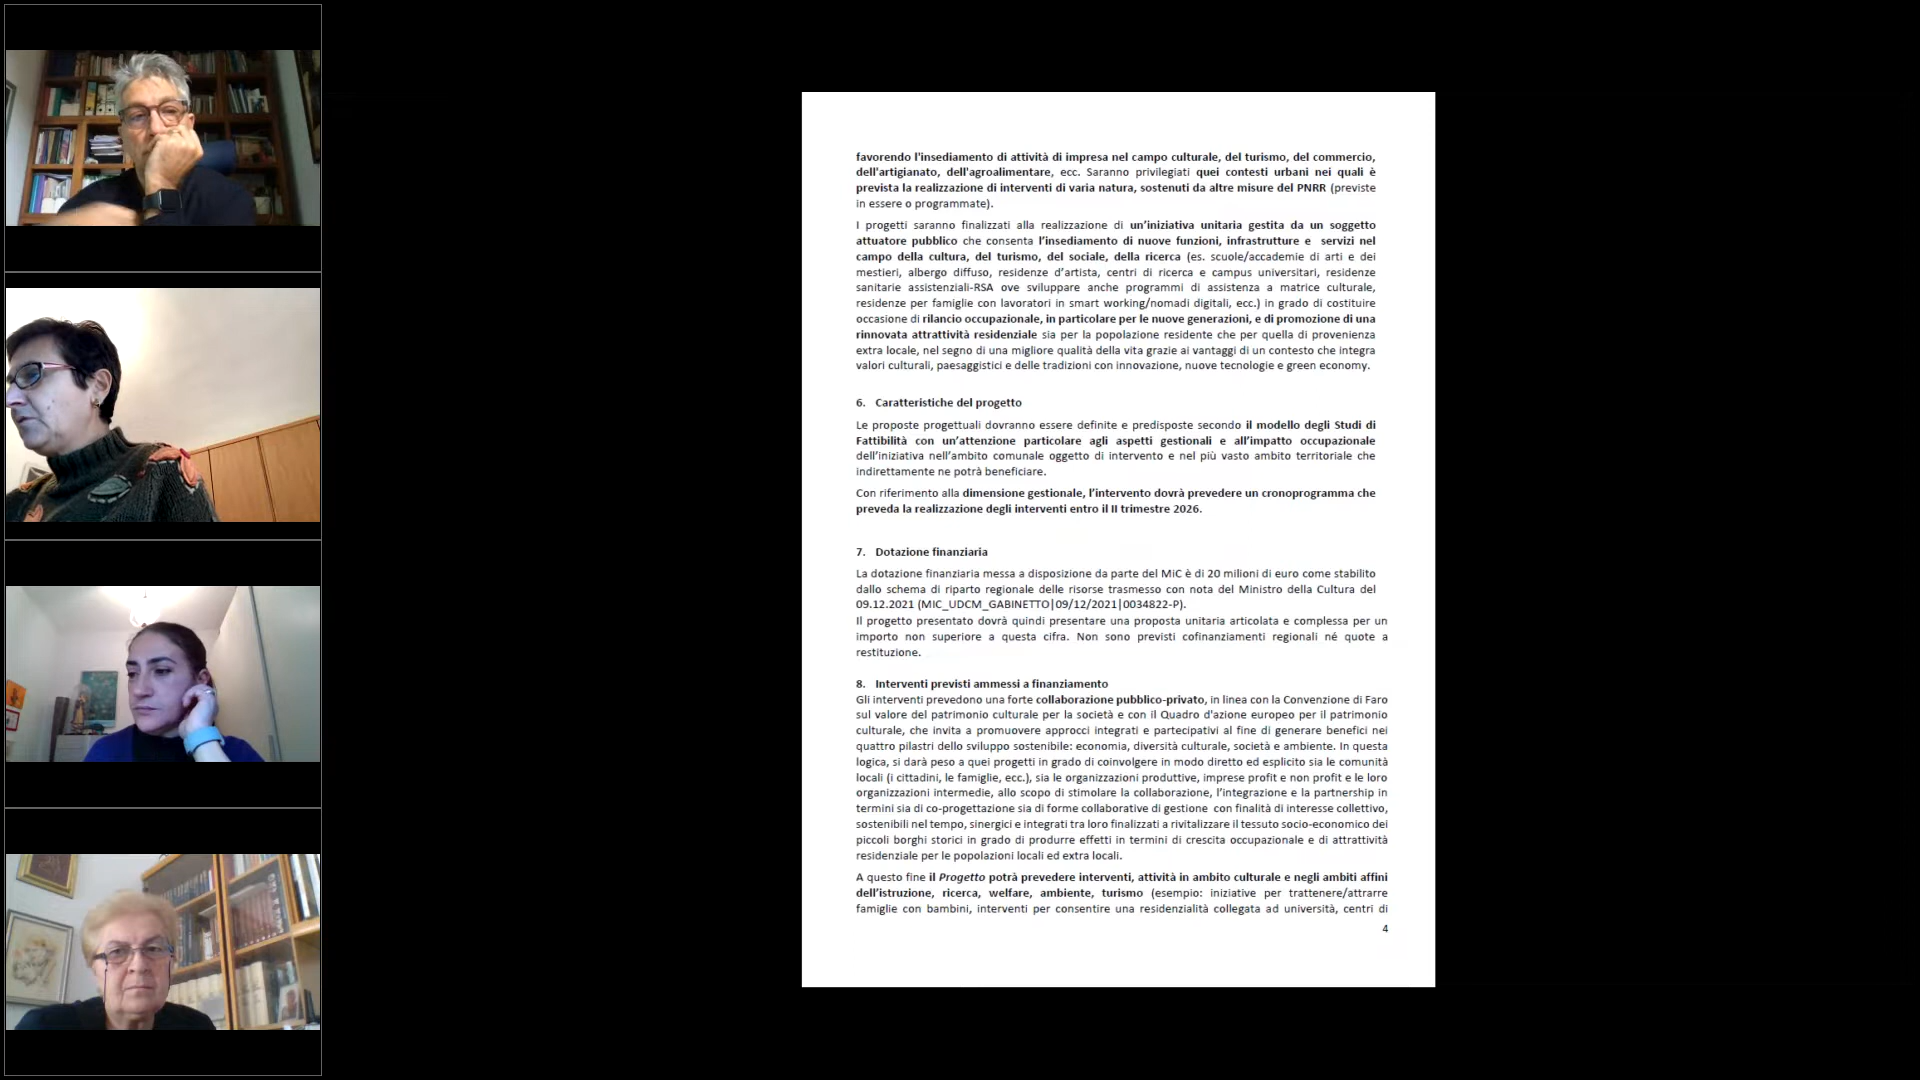 favorendo l'insediamento di attività di impresa nel campo culturale, del turismo, del commercio,
dell'artigianato, dell'agroalimentare, ecc. Saranno privilegiati quei contesti urbani nei quali è
prevista la realizzazione di interventi di varia natura, sostenuti da altre misure del PNRR (previste
in essere o programmate).
I progetti saranno finalizzati alla realizzazione di un’iniziativa unitaria gestita da un soggetto
attuatore pubblico che consenta l’insediamento di nuove funzioni, infrastrutture e servizi nel
campo della cultura, del turismo, del sociale, della ricerca (es. scuole/accademie di arti e dei
mestieri, albergo diffuso, residenze d’artista, centri di ricerca e campus universitari, residenze
sanitarie assistenziali-RSA ove sviluppare anche programmi di assistenza a matrice culturale,
residenze per famiglie con lavoratori in smart working/nomadi digitali, ecc.) in grado di costituire
occasione di rilancio occupazionale, in particolare per le nuove generazioni, e di promozione di una
rinnovata attrattività residenziale sia per la popolazione residente che per quella di provenienza
extra locale, nel segno di una migliore qualità della vita grazie ai vantaggi di un contesto che integra
valori culturali, paesaggistici e delle tradizioni con innovazione, nuove tecnologie e green economy.
6. Caratteristiche del progetto
Le proposte progettuali dovranno essere definite e predisposte secondo il modello degli Studi di
Fattibilità con un’attenzione particolare agli aspetti gestionali e all’impatto occupazionale
dell’iniziativa nell’ambito comunale oggetto di intervento e nel più vasto ambito territoriale che
indirettamente ne potrà beneficiare.
Con riferimento alla dimensione gestionale, l’intervento dovrà prevedere un cronoprogramma che
preveda la realizzazione degli interventi entro il II trimestre 2026.
7. Dotazione finanziaria
La dotazione finanziaria messa a disposizione da parte del MiC è di 20 milioni di euro come stabilito
dallo schema di riparto regionale delle risorse trasmesso con nota del Ministro della Cultura del
09.12.2021 (MIC_UDCM_GABINETTO|09/12/2021|0034822-P).
Il progetto presentato dovrà quindi presentare una proposta unitaria articolata e complessa per un
importo non superiore a questa cifra. Non sono previsti cofinanziamenti regionali né quote a
restituzione.
8. Interventi previsti ammessi a finanziamento
Gli interventi prevedono una forte collaborazione pubblico-privato, in linea con la Convenzione di Faro
sul valore del patrimonio culturale per la società e con il Quadro d'azione europeo per il patrimonio
culturale, che invita a promuovere approcci integrati e partecipativi al fine di generare benefici nei
quattro pilastri dello sviluppo sostenibile: economia, diversità culturale, società e ambiente. In questa
logica, si darà peso a quei progetti in grado di coinvolgere in modo diretto ed esplicito sia le comunità
locali (i cittadini, le famiglie, ecc.), sia le organizzazioni produttive, imprese profit e non profit e le loro
organizzazioni intermedie, allo scopo di stimolare la collaborazione, l’integrazione e la partnership in
termini sia di co-progettazione sia di forme collaborative di gestione con finalità di interesse collettivo,
sostenibili nel tempo, sinergici e integrati tra loro finalizzati a rivitalizzare il tessuto socio-economico dei
piccoli borghi storici in grado di produrre effetti in termini di crescita occupazionale e di attrattività
residenziale per le popolazioni locali ed extra locali.
A questo fine il Progetto potrà prevedere interventi, attività in ambito culturale e negli ambiti affini
dell’istruzione, ricerca, welfare, ambiente, turismo (esempio: iniziative per trattenere/attrarre
famiglie con bambini, interventi per consentire una residenzialità collegata ad università, centri di
4